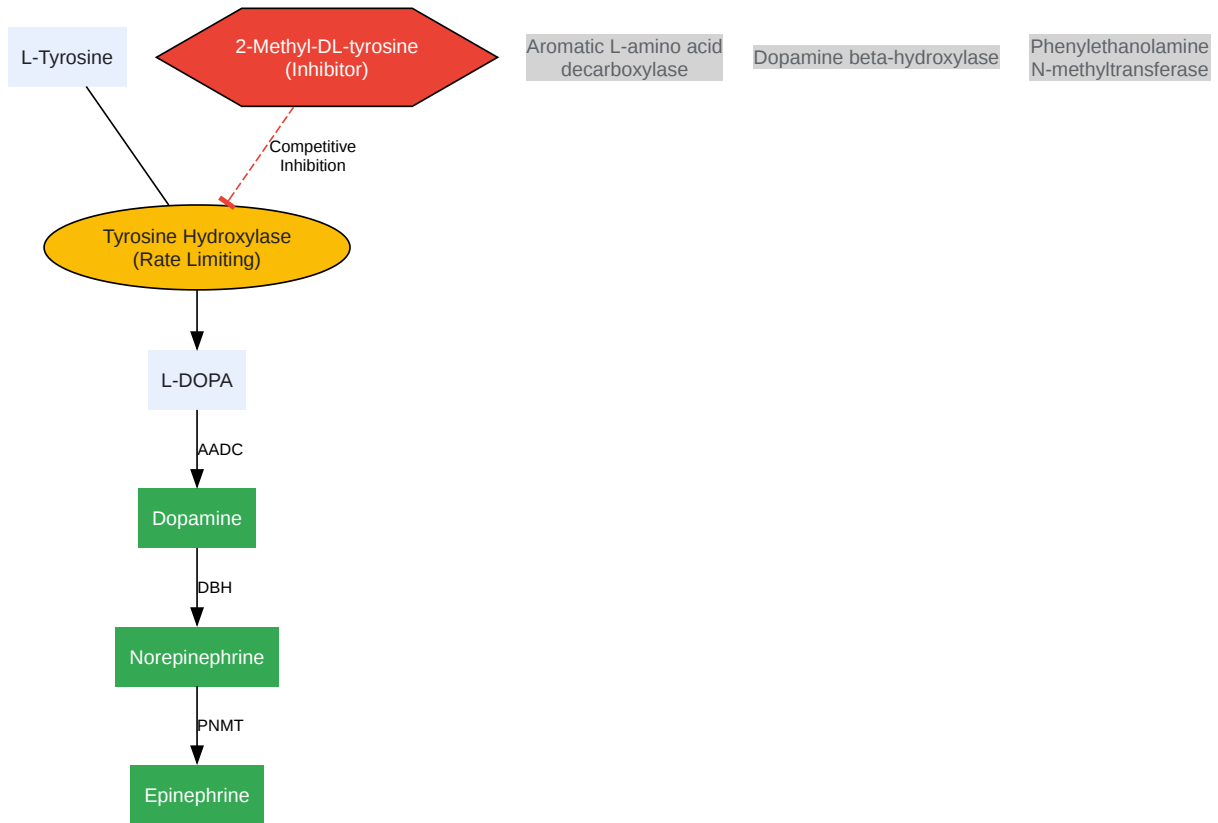 L-Tyrosine
2-Methyl-DL-tyrosine
(Inhibitor)
Aromatic L-amino acid
decarboxylase
Dopamine beta-hydroxylase
Phenylethanolamine
N-methyltransferase
Competitive
Inhibition
Tyrosine Hydroxylase
(Rate Limiting)
L-DOPA
AADC
Dopamine
DBH
Norepinephrine
PNMT
Epinephrine